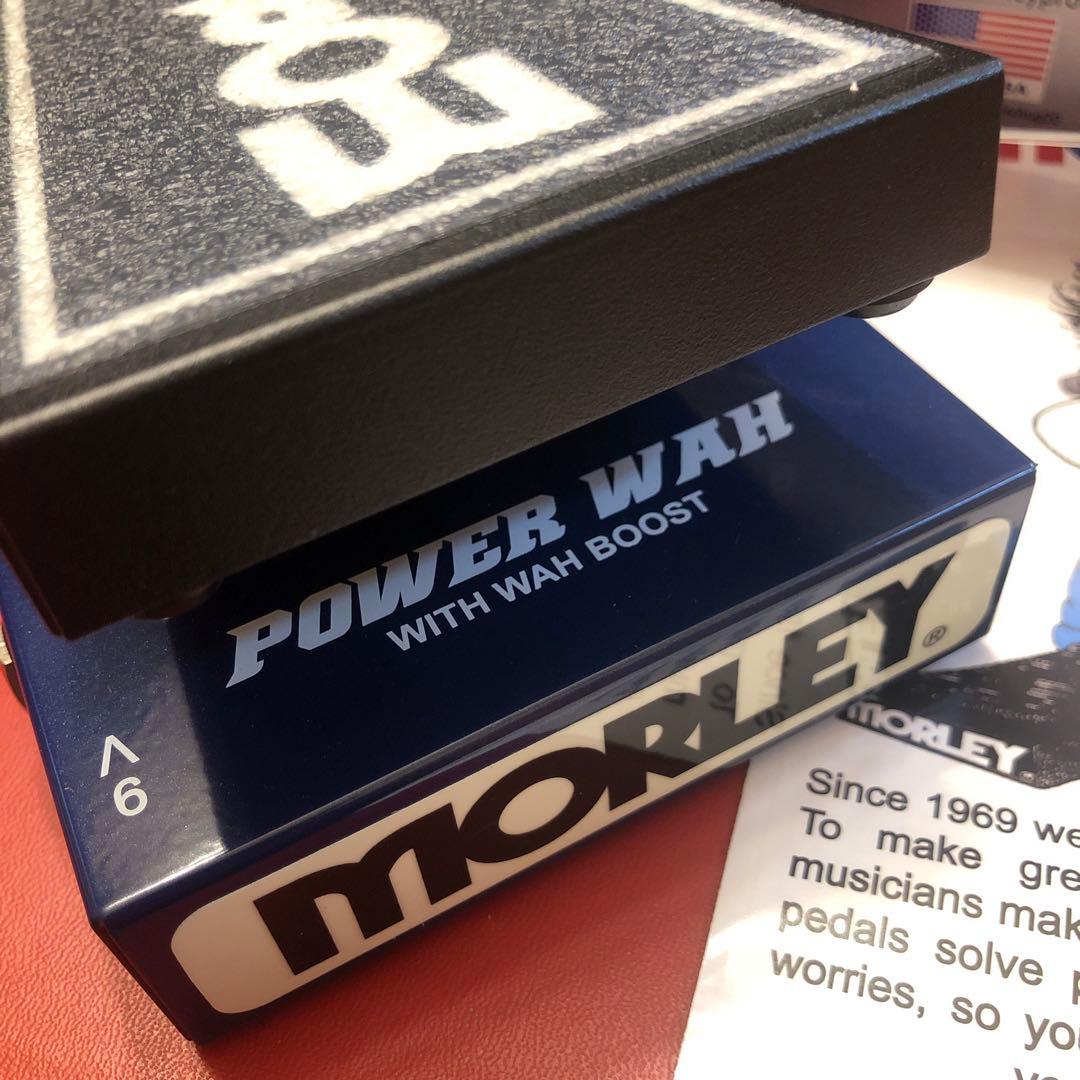 POWER WAH
WITH WAH BOOST
MORLEY®
Λ
6
MORLEY
Since 1969 we
To make gre
musicians mak
pedals solve p
worries, so you